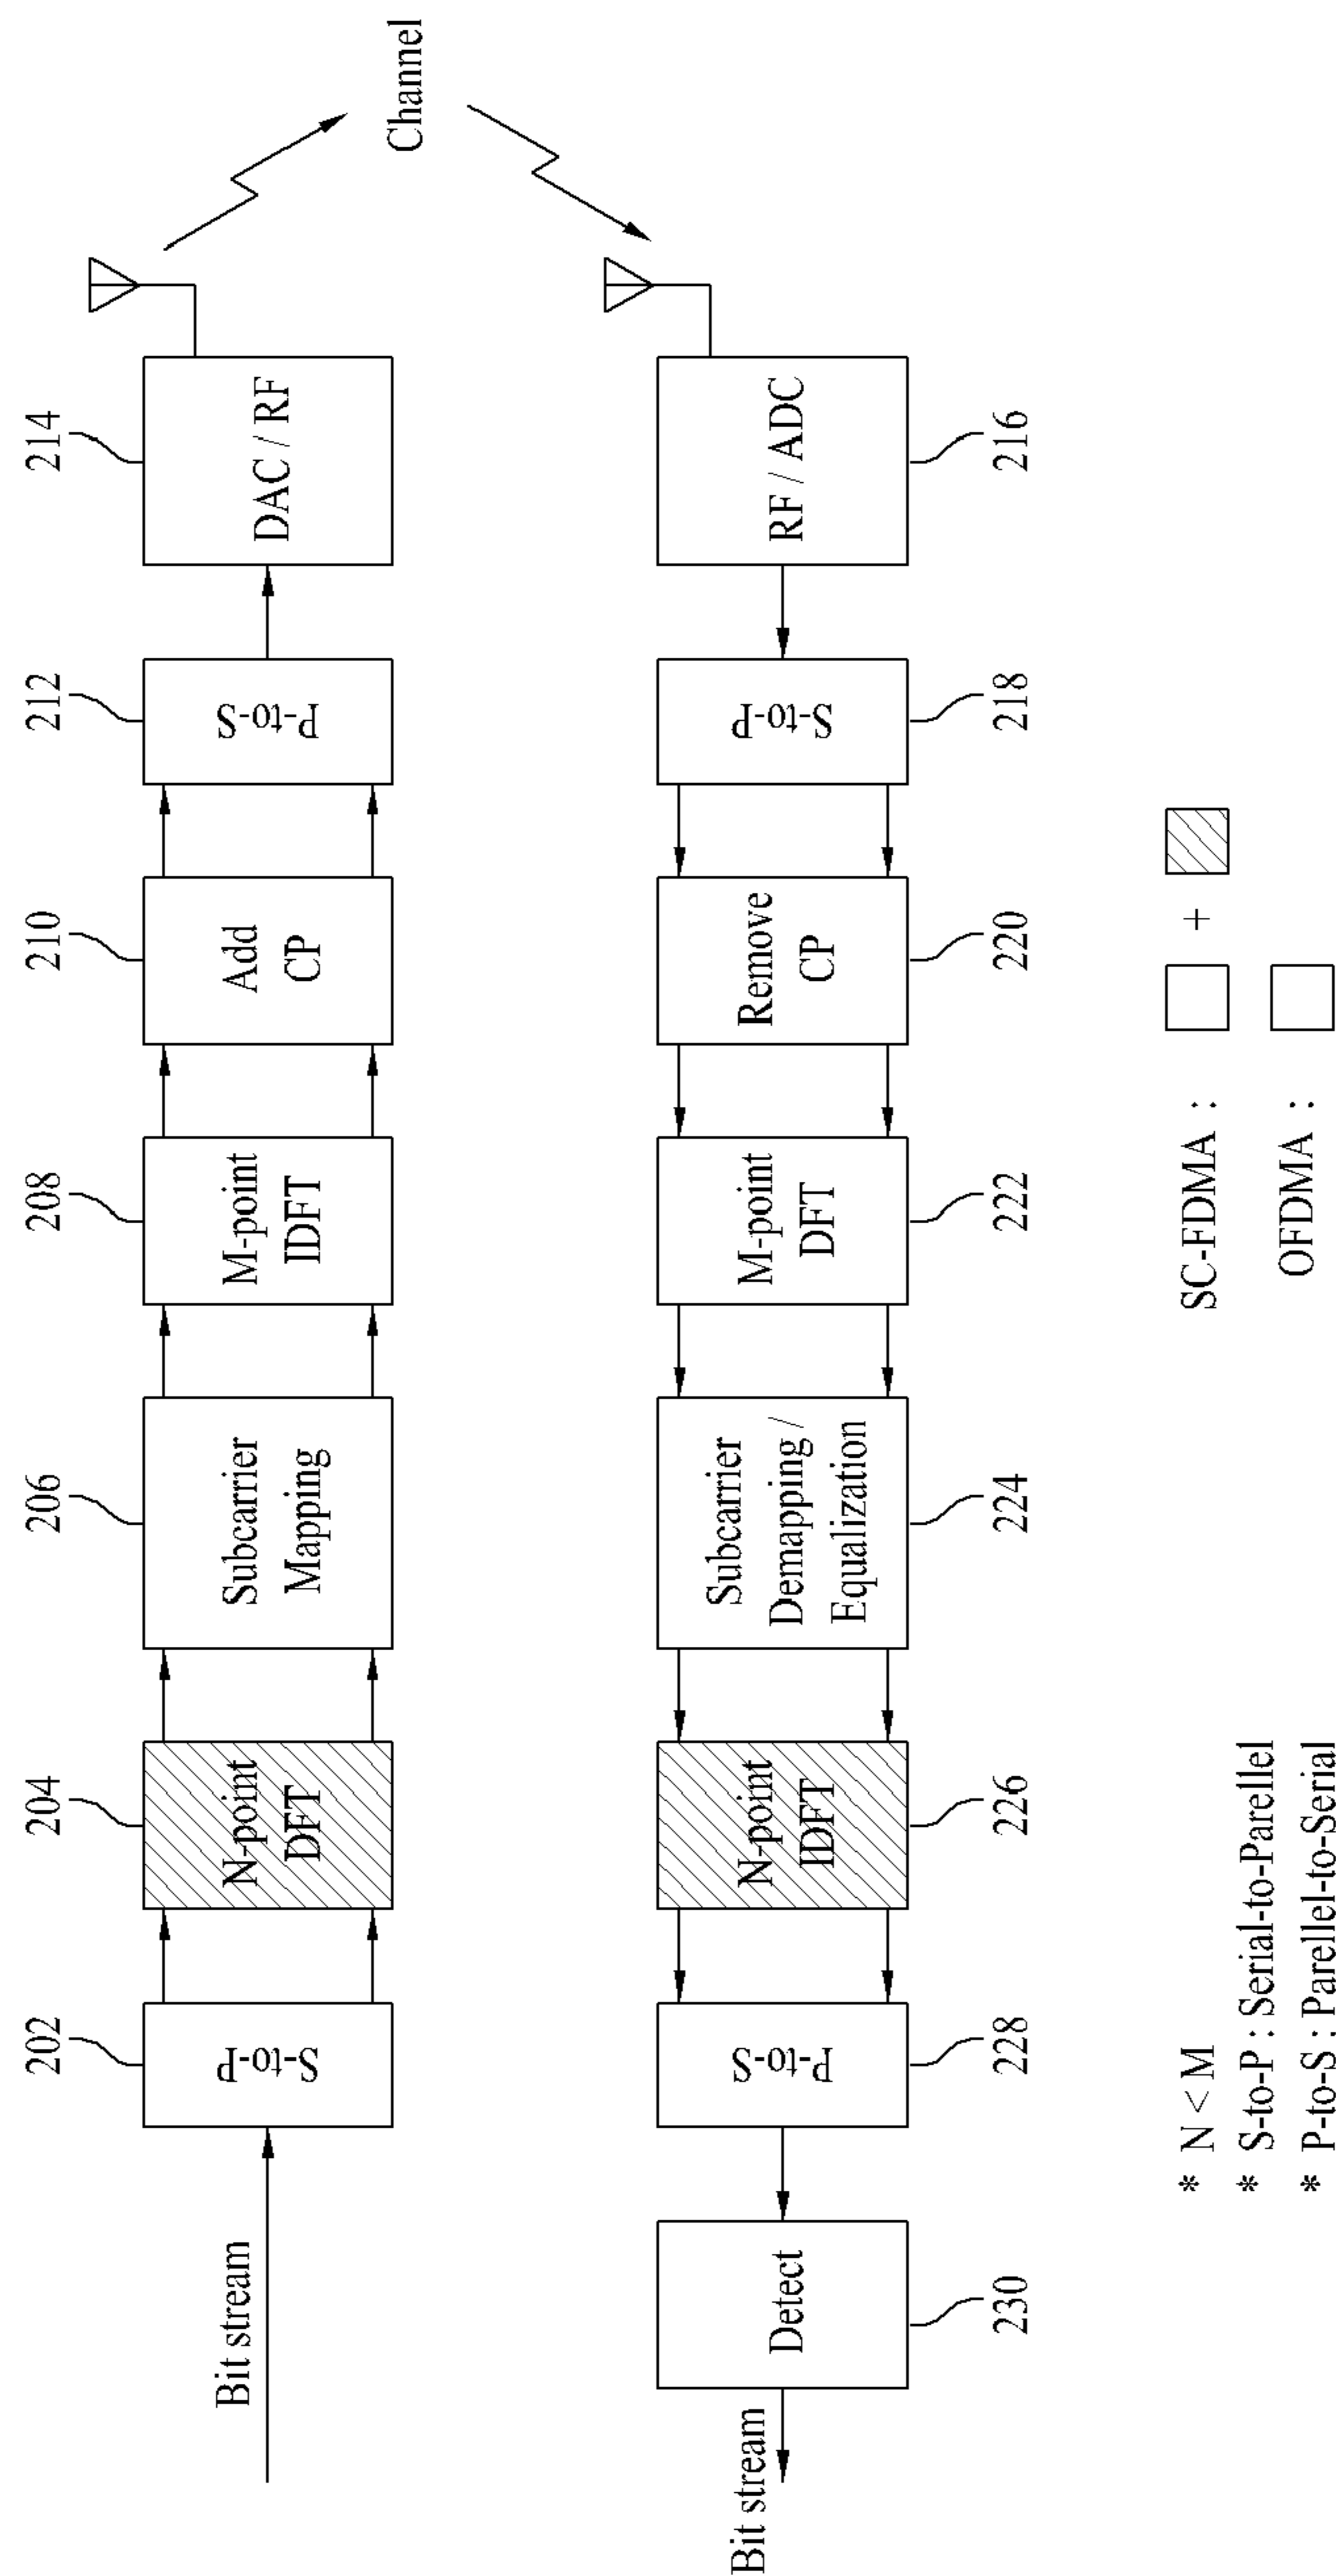 202
204
206
208
210
212
214
Bit stream
S-to-P
N-point
DFT
Subcarrier
Mapping
M-point
IDFT
Add
CP
P-to-S
DAC / RF
Channel
Bit stream
Detect
P-to-S
N-point
IDFT
Subcarrier
Demapping /
Equalization
M-point
DFT
Remove
CP
S-to-P
RF / ADC
230
228
226
224
222
220
218
216
* N < M
* S-to-P : Serial-to-Parellel
* P-to-S : Parellel-to-Serial
SC-FDMA : +
OFDMA :